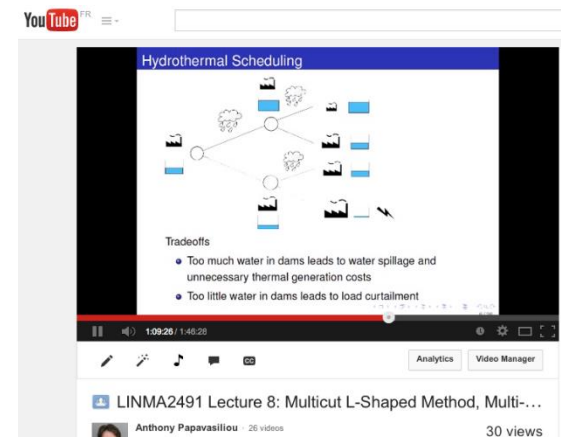 YouTube FR
Hydrothermal Scheduling
Tradeoffs
Too much water in dams leads to water spillage and
unnecessary thermal generation costs
Too little water in dams leads to load curtailment
1:09:26 / 1:46:28
CC
Analytics
Video Manager
LINMA2491 Lecture 8: Multicut L-Shaped Method, Multi-...
Anthony Papavasiliou · 26 videos
30 views